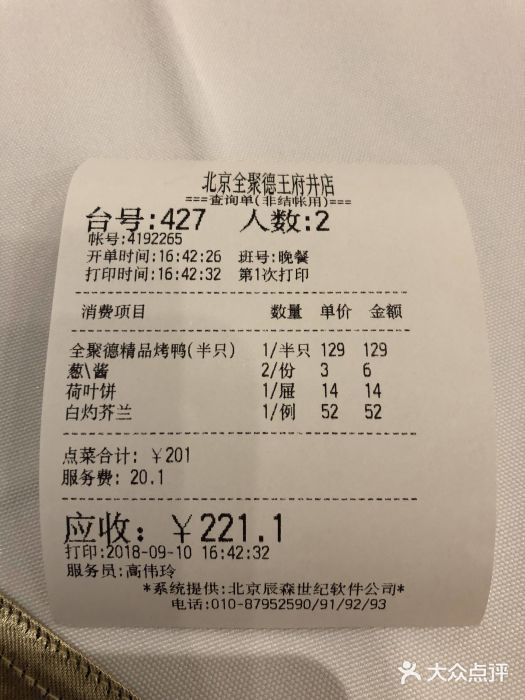 北京全聚德王府井店
===查询单(非结帐用)===
台号:427 人数:2
帐号:4192265
开单时间:16:42:26 班号:晚餐
打印时间:16:42:32 第1次打印
消费项目 数量 单价 金额
全聚德精品烤鸭(半只) 1/半只 129 129
葱\酱 2/份 3 6
荷叶饼 1/屉 14 14
白灼芥兰 1/例 52 52
点菜合计: ￥201
服务费: 20.1
应收: ￥221.1
打印:2018-09-10 16:42:32
服务员:高伟玲
*系统提供:北京辰森世纪软件公司*
电话:010-87952590/91/92/93
大众点评